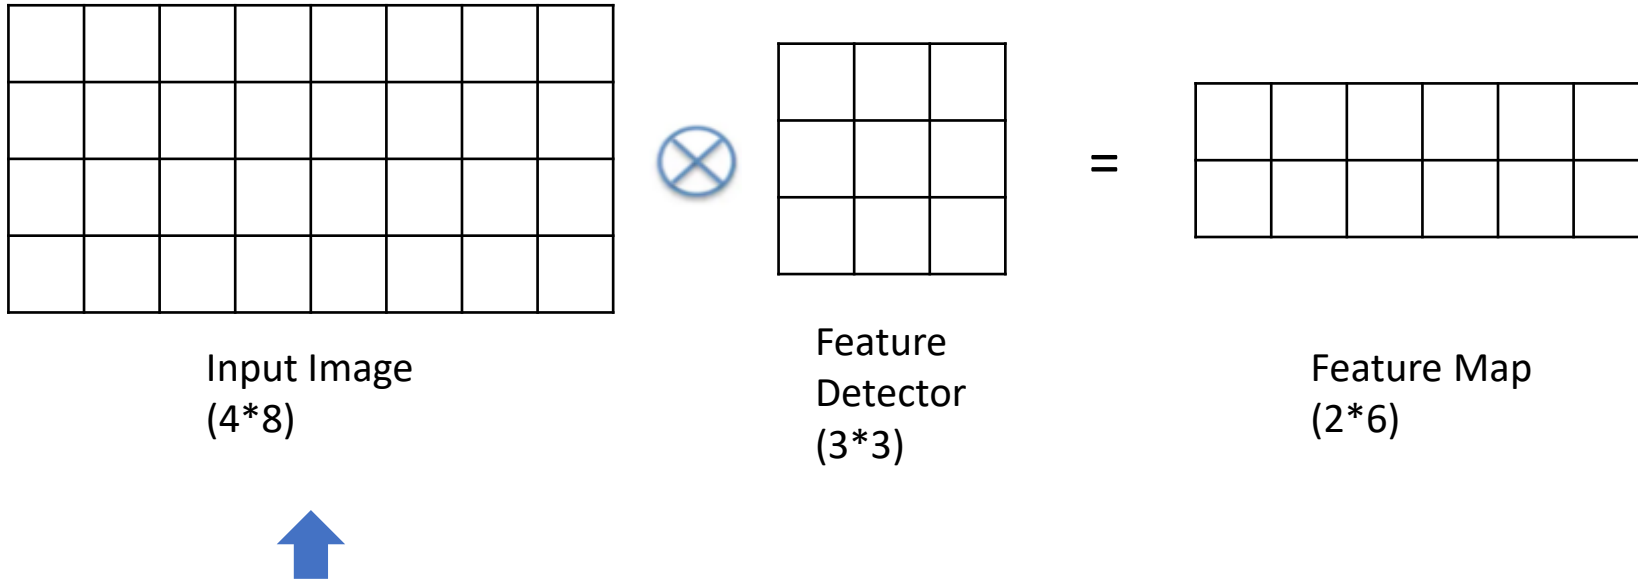 =
Input Image
(4*8)
Feature
Detector
(3*3)
Feature Map
(2*6)